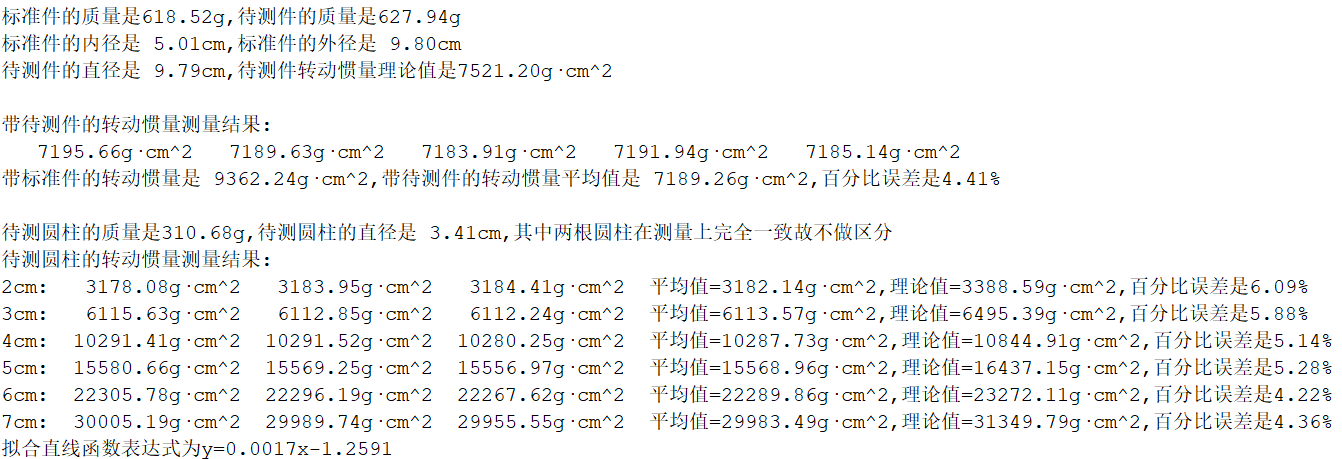 标准件的质量是618.52g,待测件的质量是627.94g
标准件的内径是 5.01cm,标准件的外径是 9.80cm
待测件的直径是 9.79cm,待测件转动惯量理论值是7521.20g·cm^2
带待测件的转动惯量测量结果:
7195.66g·cm^2 7189.63g·cm^2 7183.91g·cm^2 7191.94g·cm^2 7185.14g·cm^2
带标准件的转动惯量是 9362.24g·cm^2,带待测件的转动惯量平均值是 7189.26g·cm^2,百分比误差是4.41%
待测圆柱的质量是310.68g,待测圆柱的直径是 3.41cm,其中两根圆柱在测量上完全一致故不做区分
待测圆柱的转动惯量测量结果:
2cm: 3178.08g·cm^2 3183.95g·cm^2 3184.41g·cm^2 平均值=3182.14g·cm^2,理论值=3388.59g·cm^2,百分比误差是6.09%
3cm: 6115.63g·cm^2 6112.85g·cm^2 6112.24g·cm^2 平均值=6113.57g·cm^2,理论值=6495.39g·cm^2,百分比误差是5.88%
4cm: 10291.41g·cm^2 10291.52g·cm^2 10280.25g·cm^2 平均值=10287.73g·cm^2,理论值=10844.91g·cm^2,百分比误差是5.14%
5cm: 15580.66g·cm^2 15569.25g·cm^2 15556.97g·cm^2 平均值=15568.96g·cm^2,理论值=16437.15g·cm^2,百分比误差是5.28%
6cm: 22305.78g·cm^2 22296.19g·cm^2 22267.62g·cm^2 平均值=22289.86g·cm^2,理论值=23272.11g·cm^2,百分比误差是4.22%
7cm: 30005.19g·cm^2 29989.74g·cm^2 29955.55g·cm^2 平均值=29983.49g·cm^2,理论值=31349.79g·cm^2,百分比误差是4.36%
拟合直线函数表达式为y=0.0017x-1.2591